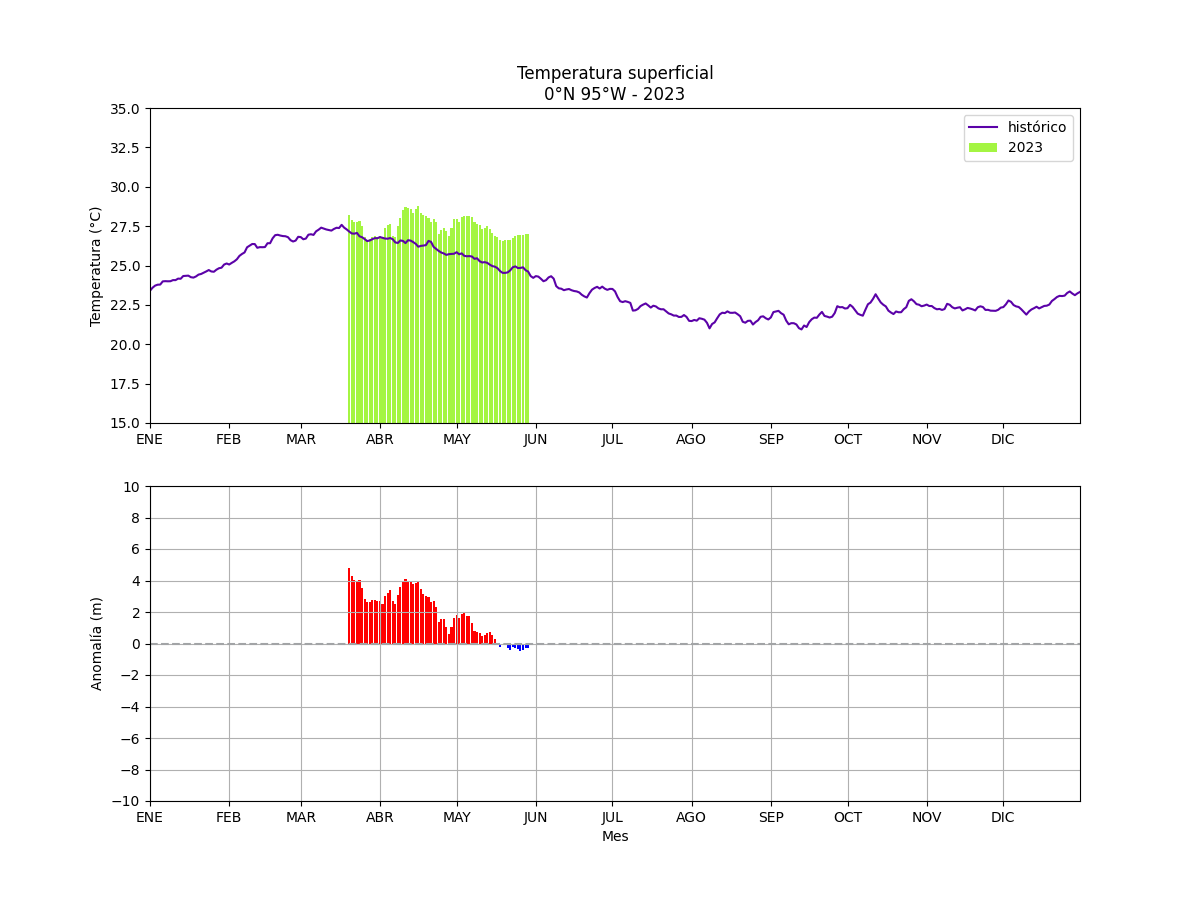 Temperatura superficial
0°N 95°W - 2023
35.0
32.5
30.0
27.5
25.0
22.5
20.0
17.5
15.0
Temperatura (°C)
histórico
2023
ENE FEB MAR ABR MAY JUN JUL AGO SEP OCT NOV DIC
10
8
6
4
2
0
−2
−4
−6
−8
−10
Anomalía (m)
ENE FEB MAR ABR MAY JUN JUL AGO SEP OCT NOV DIC
Mes